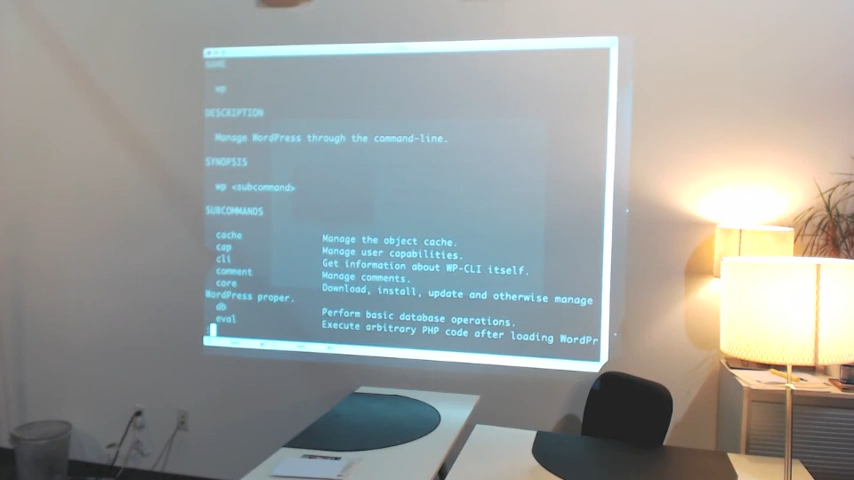 NAME
wp
DESCRIPTION
Manage WordPress through the command-line.
SYNOPSIS
wp <subcommand>
SUBCOMMANDS
cache Manage the object cache.
cap Manage user capabilities.
cli Get information about WP-CLI itself.
comment Manage comments.
core Download, install, update and otherwise manage
WordPress proper.
db Perform basic database operations.
eval Execute arbitrary PHP code after loading WordPr
: